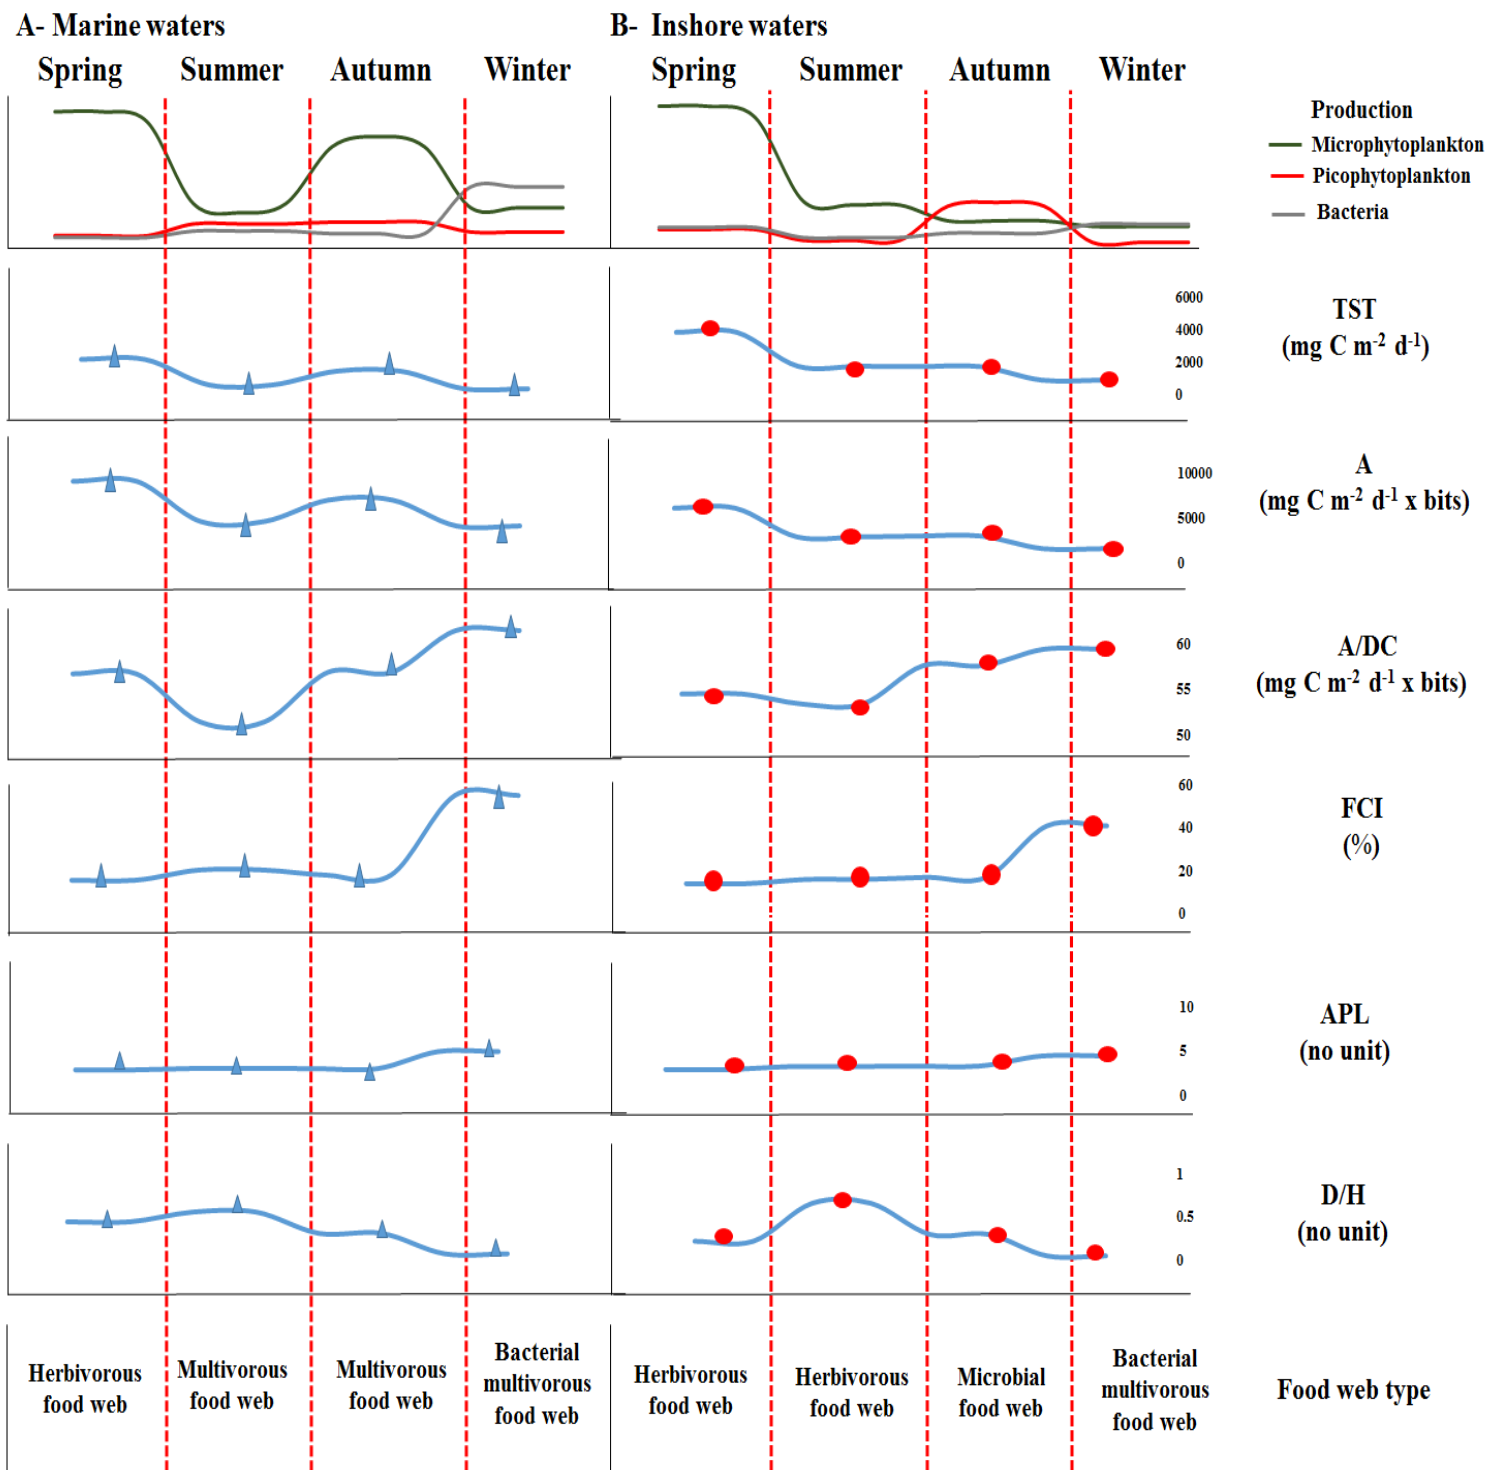 A- Marine waters
B- Inshore waters
Spring Summer Autumn Winter
Spring Summer Autumn Winter
Production
Microphytoplankton
Picophytoplankton
Bacteria
6000
4000
2000
0
TST
(mg C m-2 d-1)
10000
5000
0
A
(mg C m-2 d-1 x bits)
60
55
50
A/DC
(mg C m-2 d-1 x bits)
60
40
20
0
FCI
(%)
10
5
0
APL
(no unit)
1
0.5
0
D/H
(no unit)
Herbivorous
food web
Multivorous
food web
Multivorous
food web
Bacterial
multivorous
food web
Herbivorous
food web
Herbivorous
food web
Microbial
food web
Bacterial
multivorous
food web
Food web type